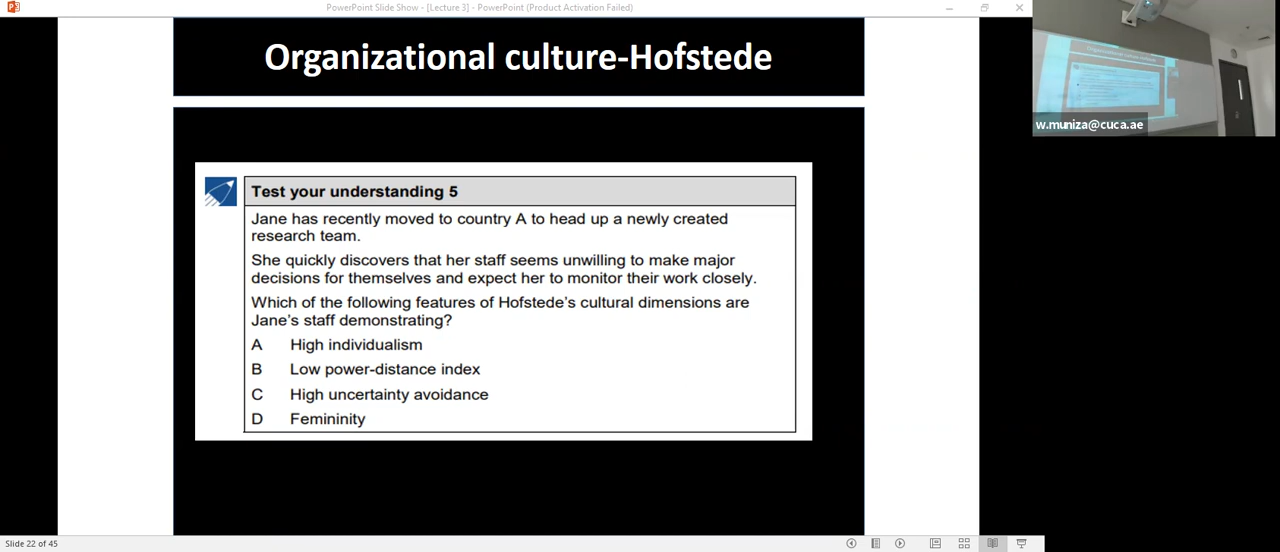 PowerPoint Slide Show - [Lecture 3] - PowerPoint (Product Activation Failed)
Organizational culture-Hofstede
w.muniza@cuca.ae
Test your understanding 5
Jane has recently moved to country A to head up a newly created
research team.
She quickly discovers that her staff seems unwilling to make major
decisions for themselves and expect her to monitor their work closely.
Which of the following features of Hofstede's cultural dimensions are
Jane's staff demonstrating?
A High individualism
B Low power-distance index
C High uncertainty avoidance
D Femininity
Slide 22 of 45